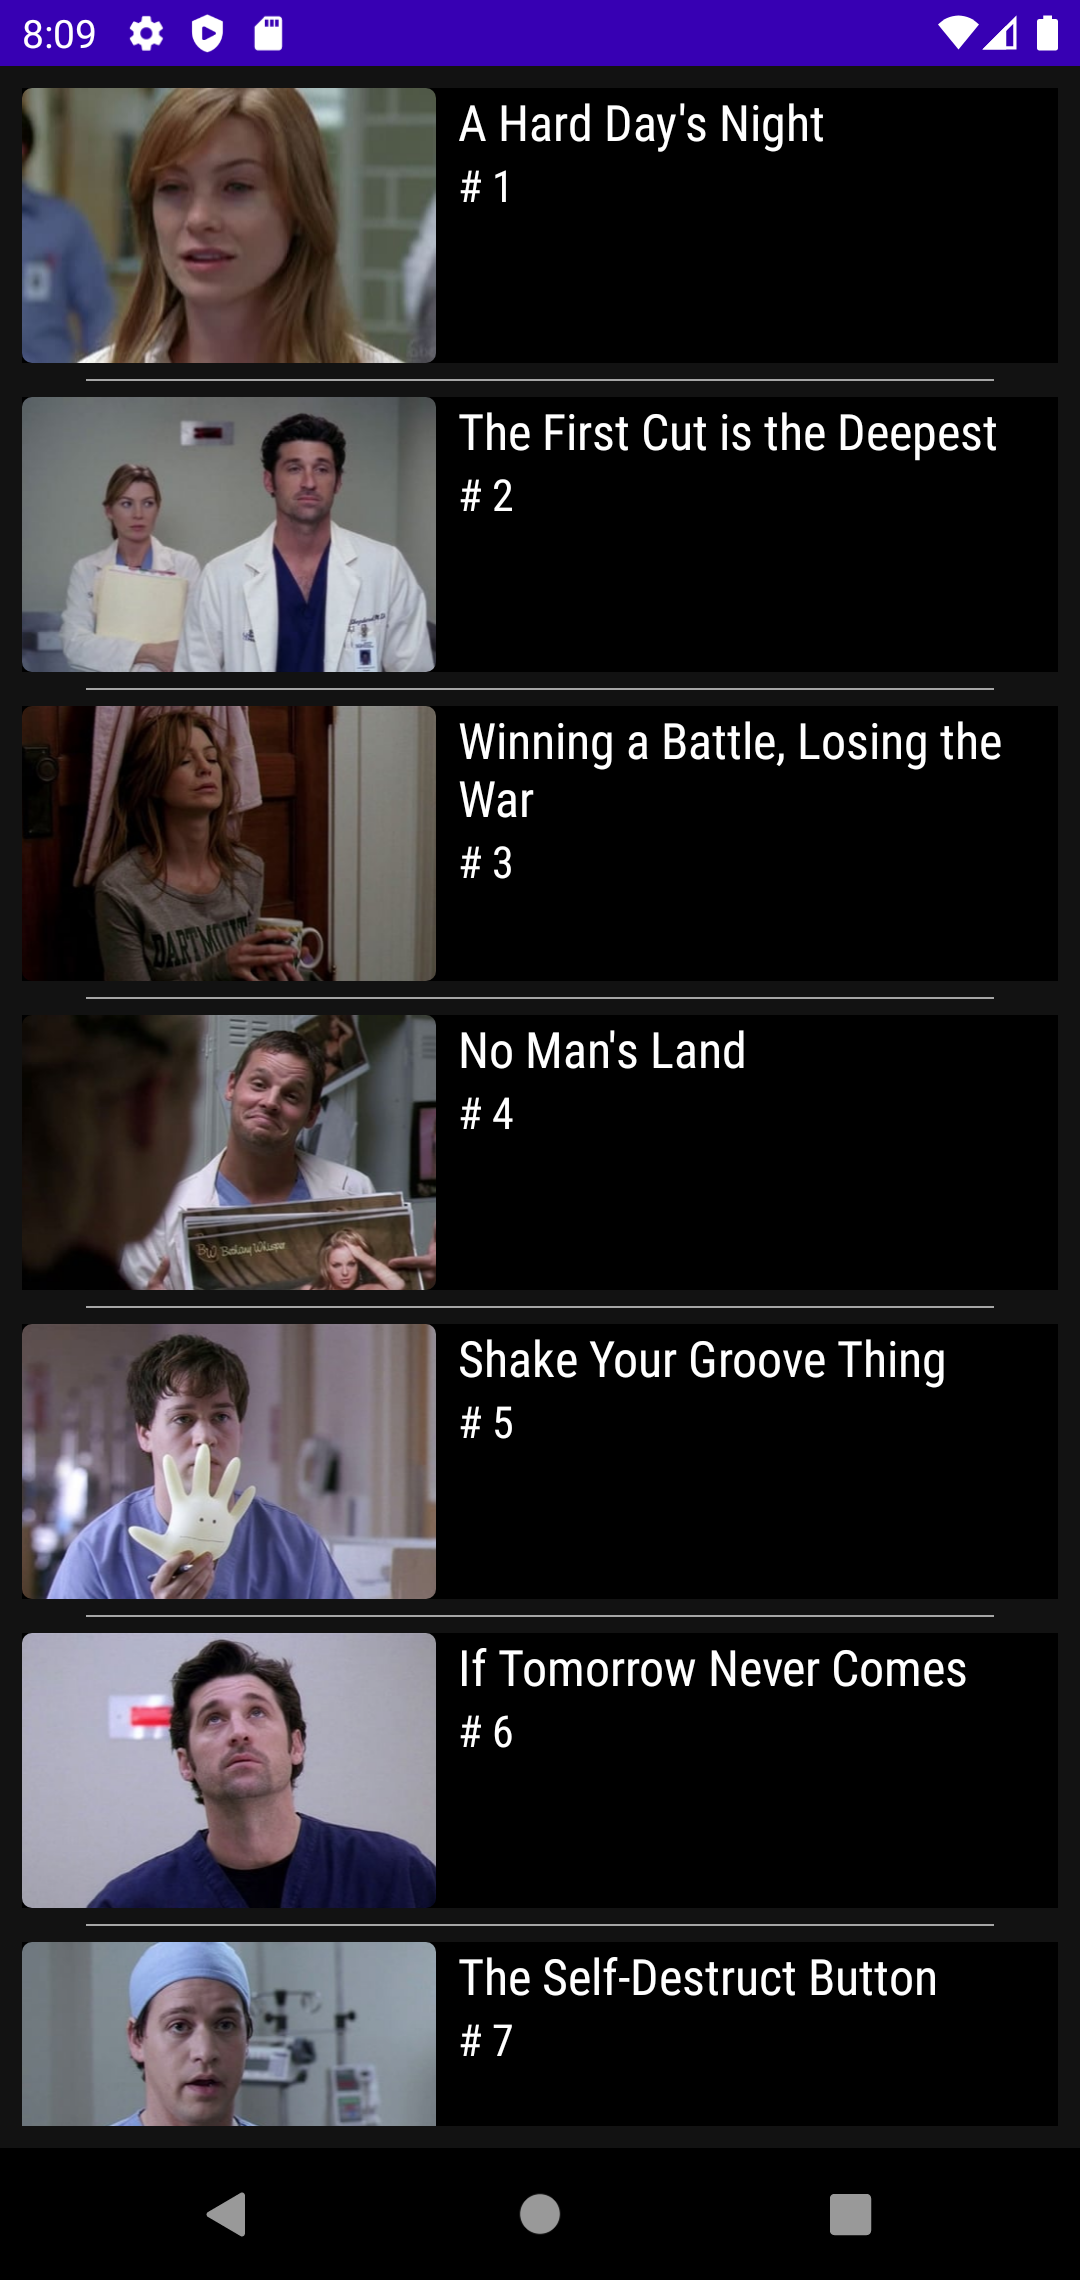 8:09
A Hard Day's Night
# 1
The First Cut is the Deepest
# 2
Winning a Battle, Losing the
War
# 3
DARTMOUT
No Man's Land
# 4
BW Bethany Whisper
Shake Your Groove Thing
# 5
If Tomorrow Never Comes
# 6
The Self-Destruct Button
# 7